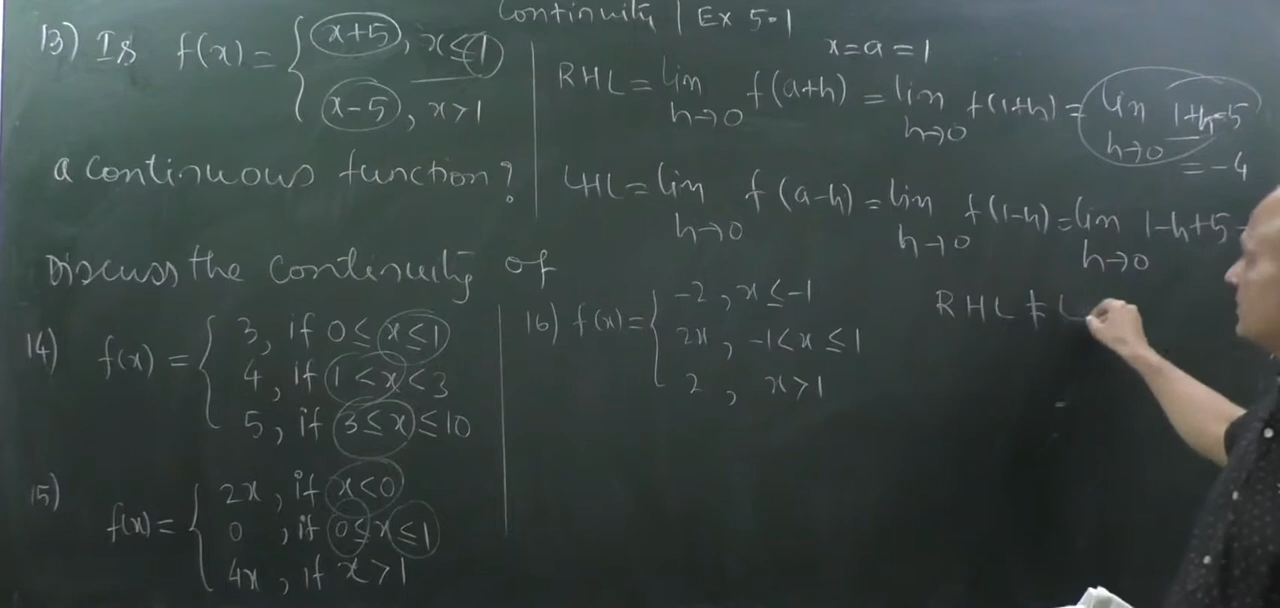 Continuity | Ex 5.1
13) Is f(x) = { x+5, x≤1
x-5, x>1
a continuous function?
x=a=1
RHL = lim h→0 f(a+h) = lim h→0 f(1+h) = lim h→0 1+h-5
= -4
LHL = lim h→0 f(a-h) = lim h→0 f(1-h) = lim h→0 1-h+5
RHL ≠ L
Discuss the continuity of
14) f(x) = { 3, if 0≤x≤1
4, if 1<x<3
5, if 3≤x≤10
15) f(x) = { 2x, if x<0
0, if 0≤x≤1
4x, if x>1
16) f(x) = { -2, x≤-1
2x, -1<x≤1
2, x>1